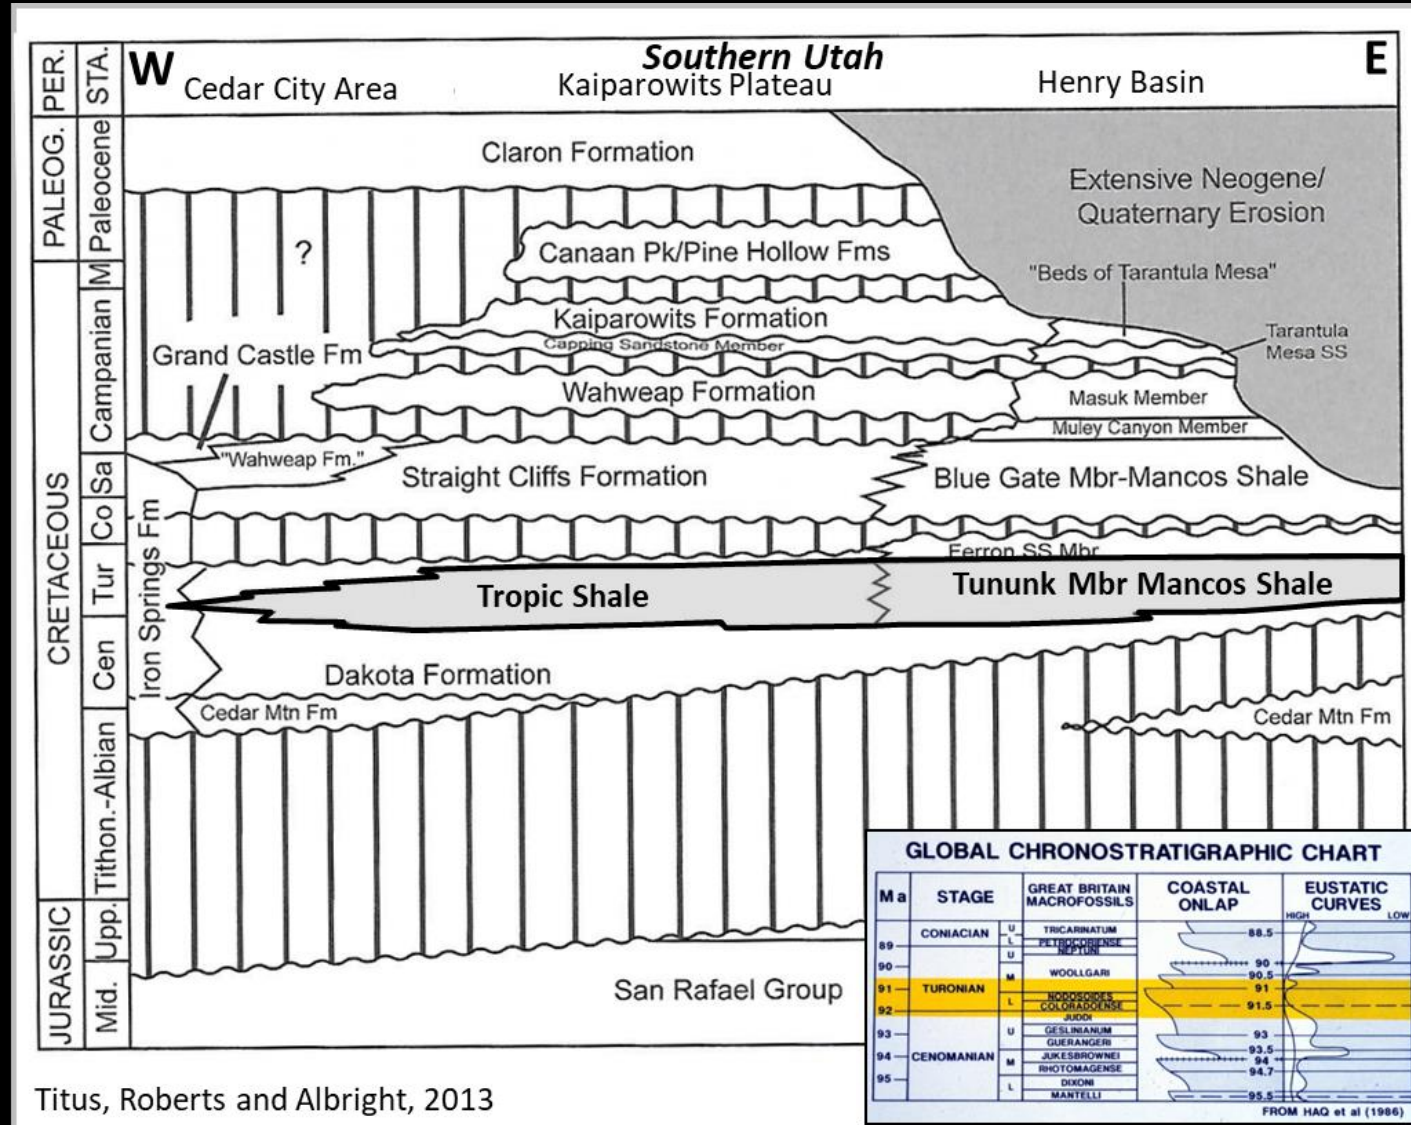 Southern Utah
W
E
Cedar City Area
Kaiparowits Plateau
Henry Basin
PER.
STA.
PALEOG.
Paleocene
CRETACEOUS
M
Campanian
Sa
Co
Tur
Cen
Tithon.-Albian
JURASSIC
Upp.
Mid.
Claron Formation
Extensive Neogene/
Quaternary Erosion
?
Canaan Pk/Pine Hollow Fms
"Beds of Tarantula Mesa"
Kaiparowits Formation
Capping Sandstone Member
Tarantula
Mesa SS
Grand Castle Fm
Wahweap Formation
Masuk Member
Muley Canyon Member
"Wahweap Fm."
Straight Cliffs Formation
Blue Gate Mbr-Mancos Shale
Iron Springs Fm
Ferron SS Mbr
Tropic Shale
Tununk Mbr Mancos Shale
Dakota Formation
Cedar Mtn Fm
Cedar Mtn Fm
San Rafael Group
GLOBAL CHRONOSTRATIGRAPHIC CHART
Ma
STAGE
GREAT BRITAIN
MACROFOSSILS
COASTAL
ONLAP
EUSTATIC
CURVES
HIGH
LOW
CONIACIAN
U
L
TRICARINATUM
PETROCORIENSE
88.5
89
U
NEPTUNI
90
90
M
WOOLLGARI
90.5
91
TURONIAN
91
L
NODOSOIDES
COLORADOENSE
91.5
92
JUDDI
93
U
GESLINIANUM
93
GUERANGERI
93.5
94
CENOMANIAN
M
JUKESBROWNEI
94
RHOTOMAGENSE
94.7
95
L
DIXONI
MANTELLI
95.5
FROM HAQ et al (1986)
Titus, Roberts and Albright, 2013